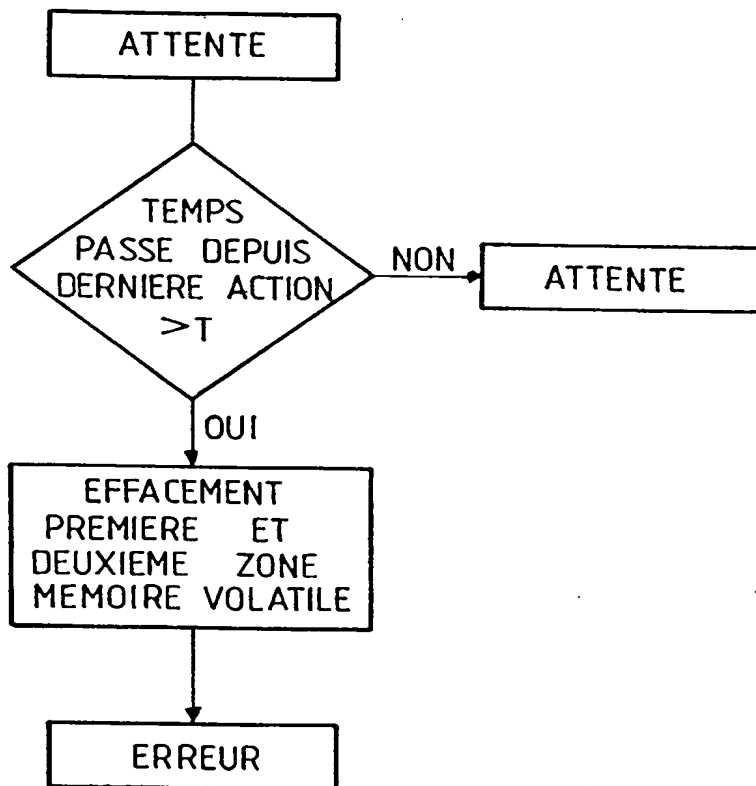 ATTENTE
TEMPS
PASSE DEPUIS
DERNIERE ACTION
>T
NON
ATTENTE
OUI
EFFACEMENT
PREMIERE ET
DEUXIEME ZONE
MEMOIRE VOLATILE
ERREUR